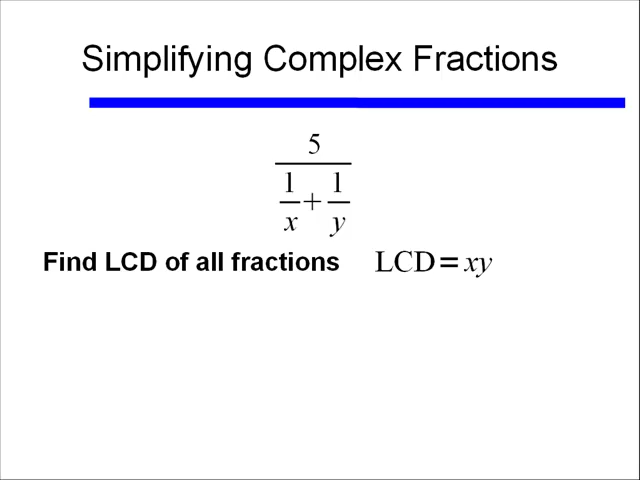 Simplifying Complex Fractions
5
1 1
+
x y
Find LCD of all fractions LCD = xy